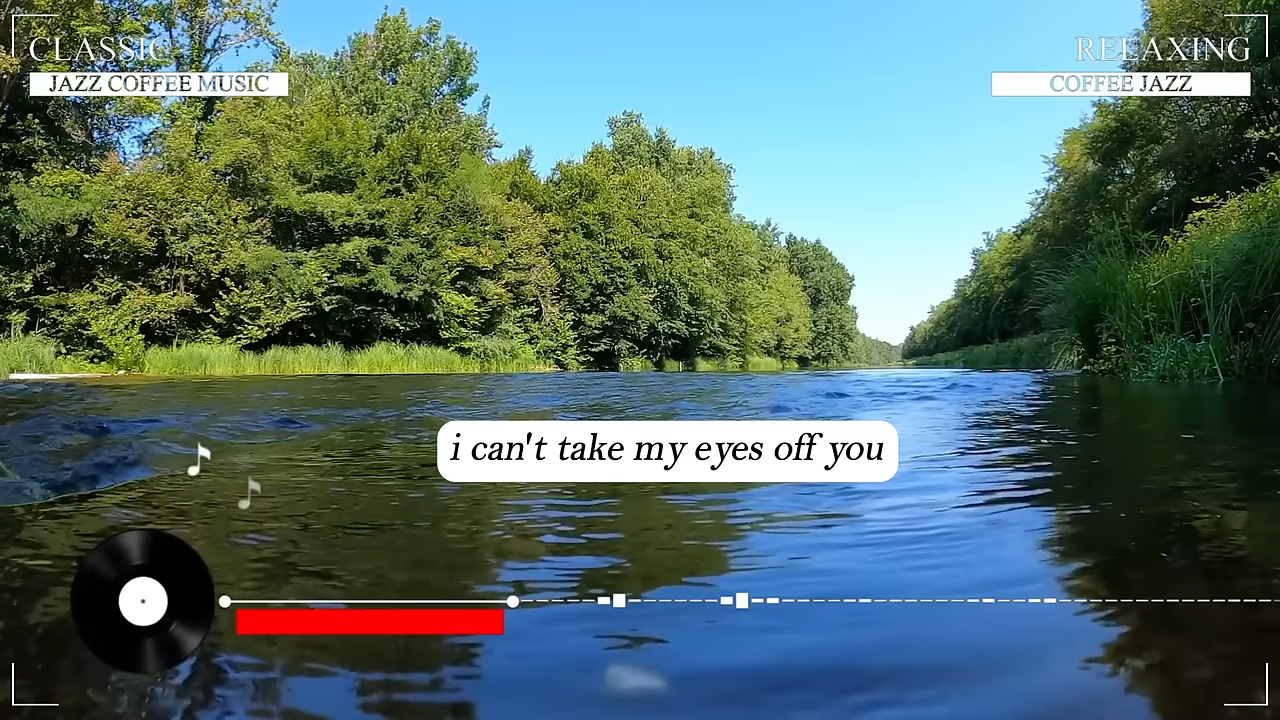 CLASSIC
JAZZ COFFEE MUSIC
RELAXING
COFFEE JAZZ
i can't take my eyes off you